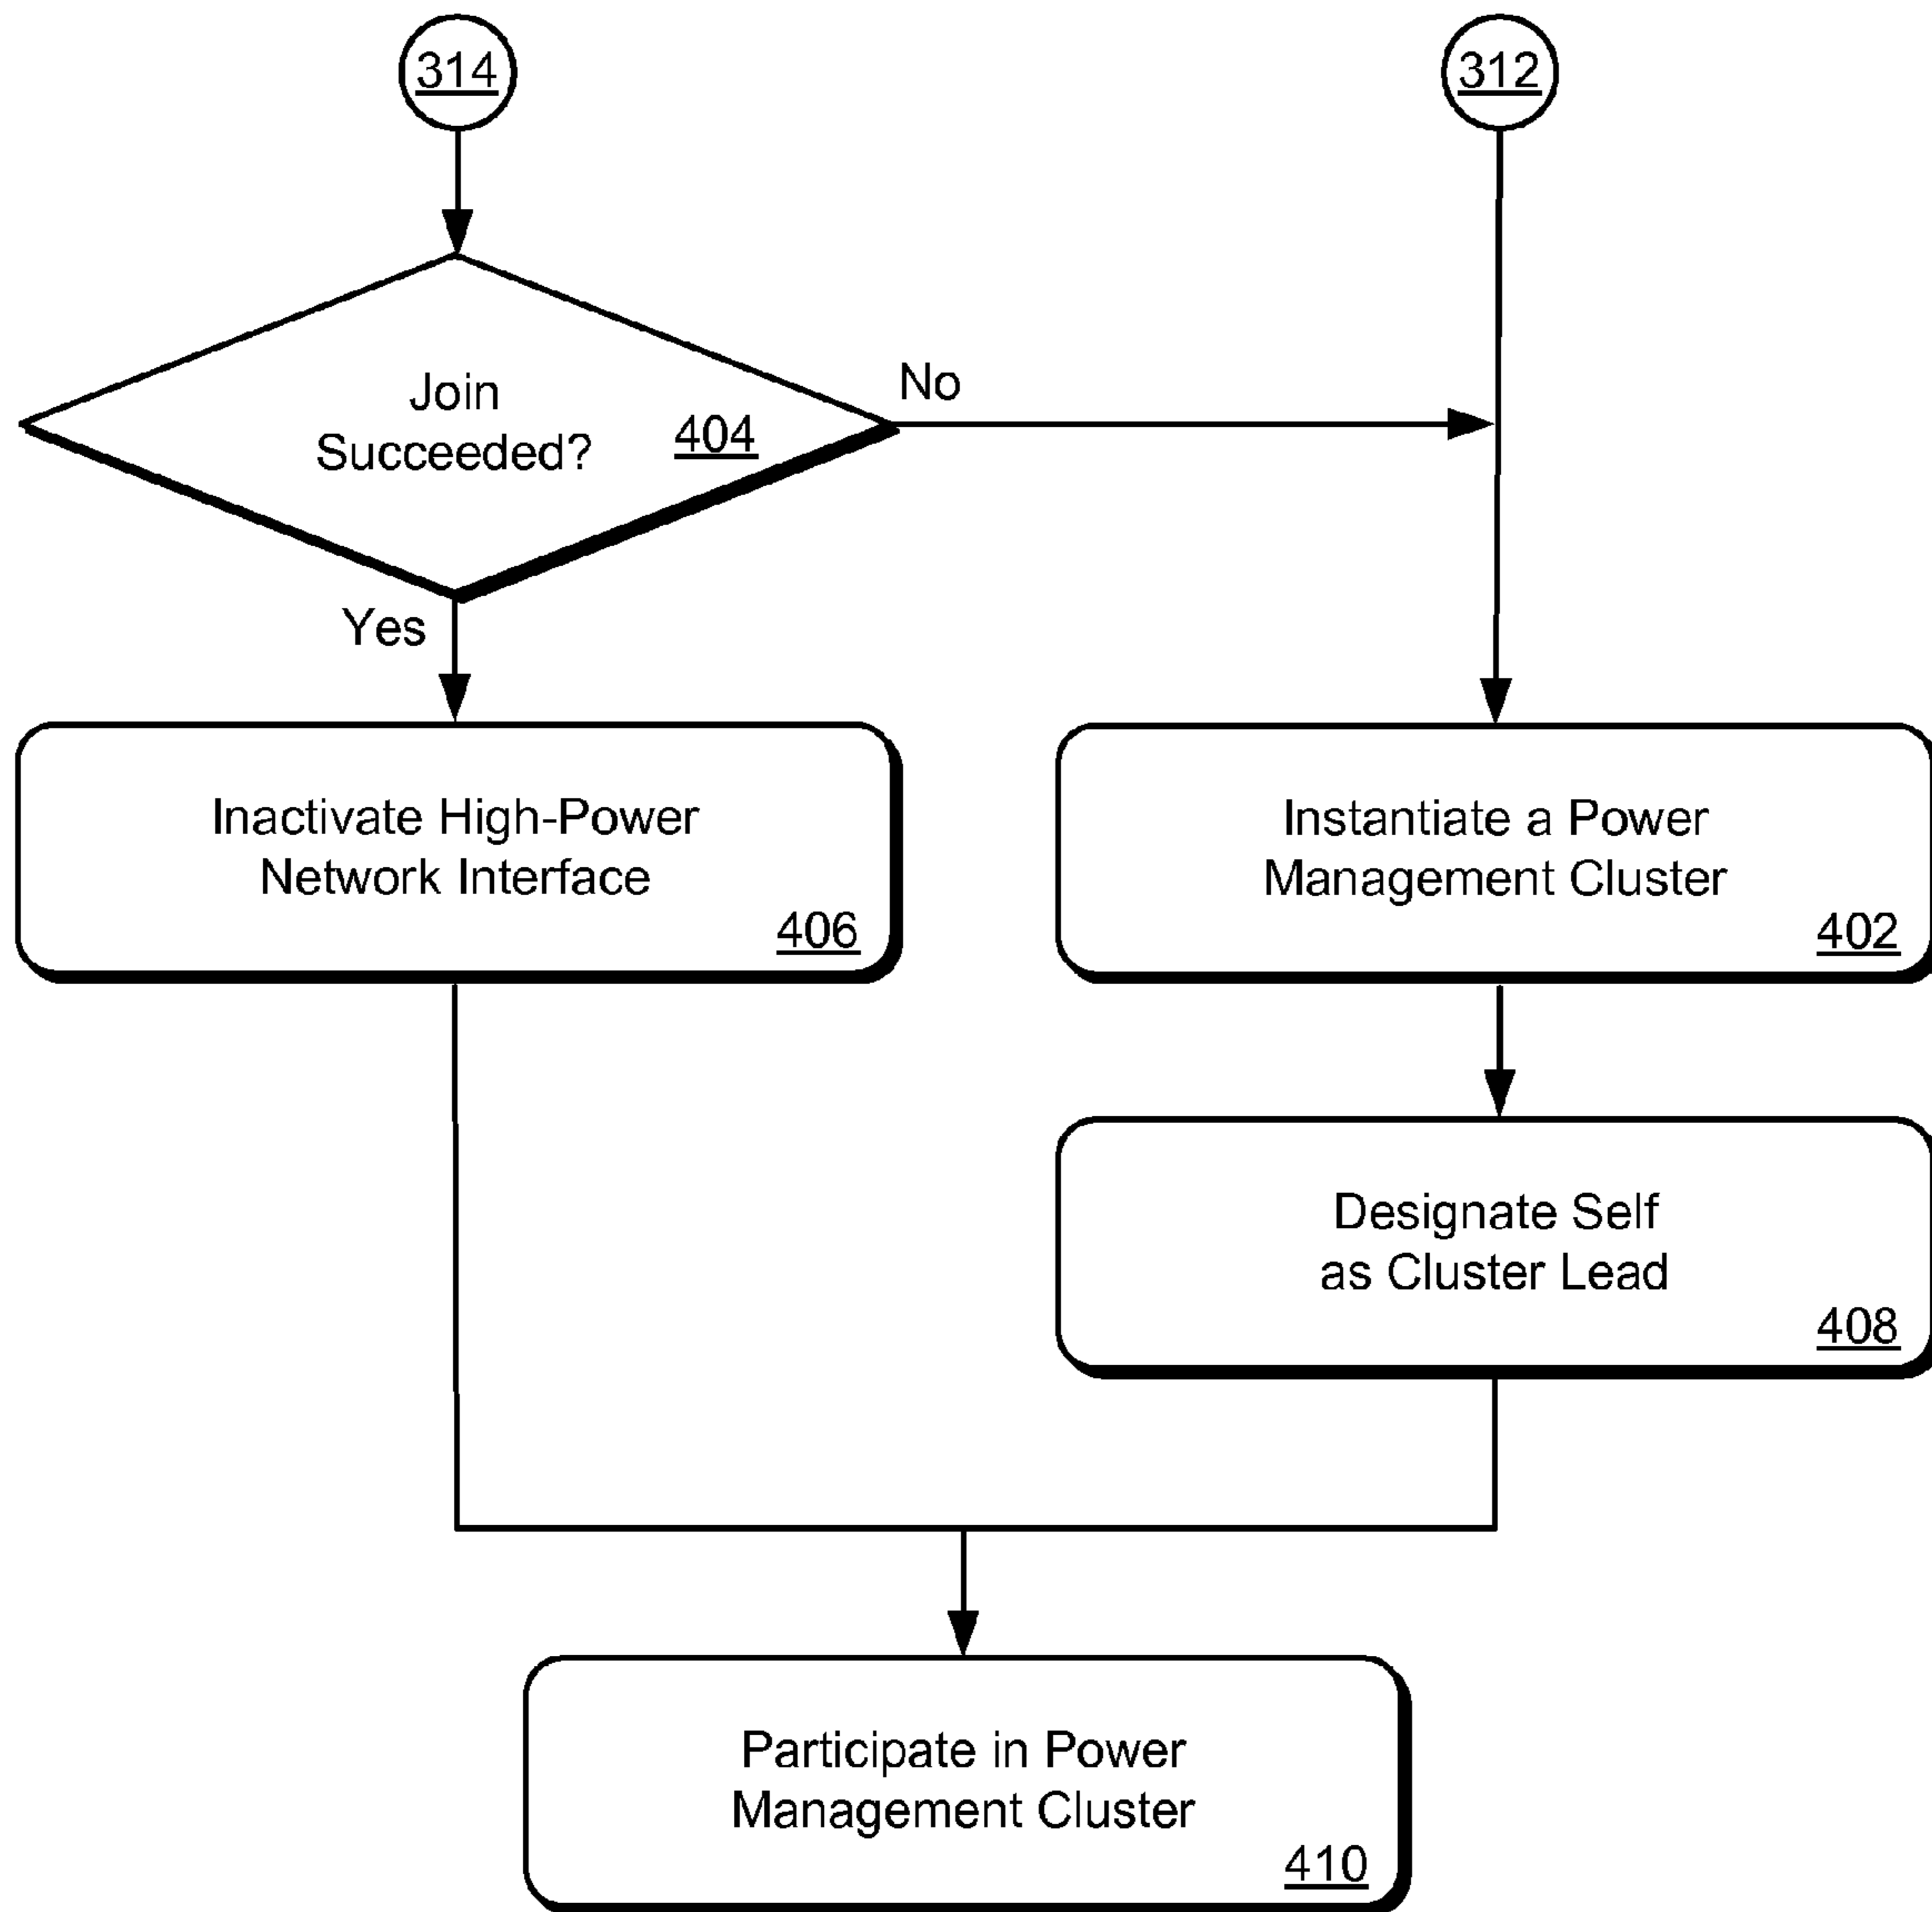 314
312
Join
Succeeded?
404
No
Yes
Inactivate High-Power
Network Interface
406
Instantiate a Power
Management Cluster
402
Designate Self
as Cluster Lead
408
Participate in Power
Management Cluster
410